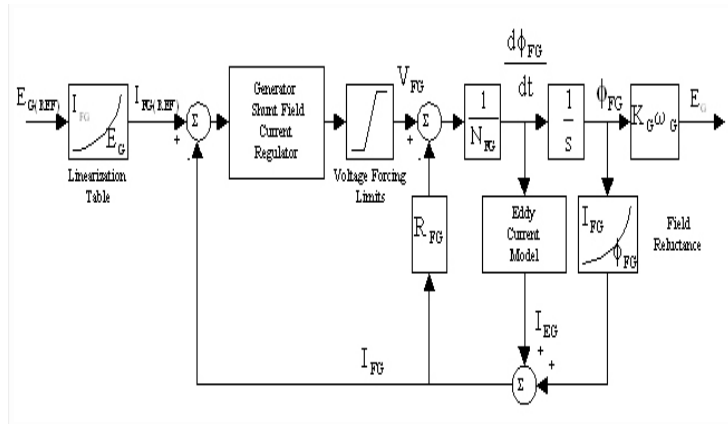 E_G(REF)
I_FG
E_G
Linearization
Table
I_FG(REF)
Σ
+
-
Generator
Shunt Field
Current
Regulator
Voltage Forcing
Limits
V_FG
Σ
+
-
1
N_FG
dϕ_FG
dt
1
s
ϕ_FG
K_G ω_G
E_G
R_FG
Eddy
Current
Model
I_FG
ϕ_FG
Field
Reluctance
I_EG
+
+
Σ
I_FG